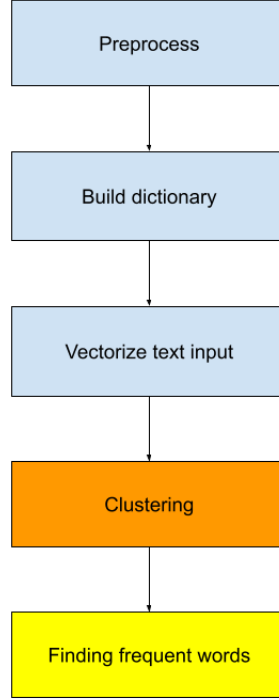 Preprocess
Build dictionary
Vectorize text input
Clustering
Finding frequent words